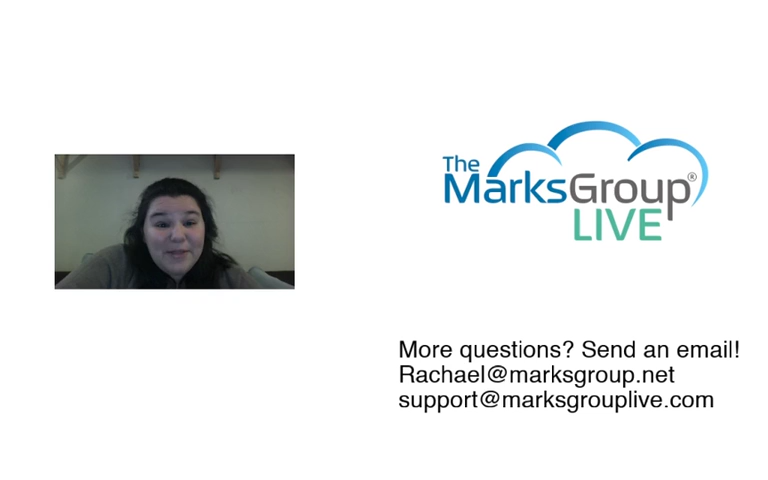 The
MarksGroup®
LIVE
More questions? Send an email!
Rachael@marksgroup.net
support@marksgrouplive.com